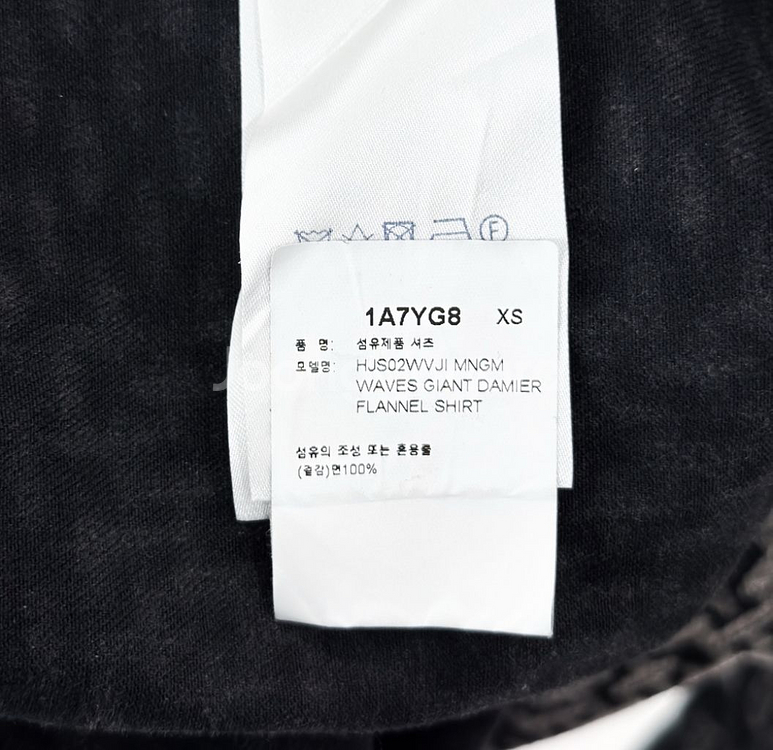 F
1A7YG8 XS
품 명: 섬유제품 셔츠
모델명: HJS02WVJI MNGM
WAVES GIANT DAMIER
FLANNEL SHIRT
섬유의 조성 또는 혼용률
(겉감)면100%